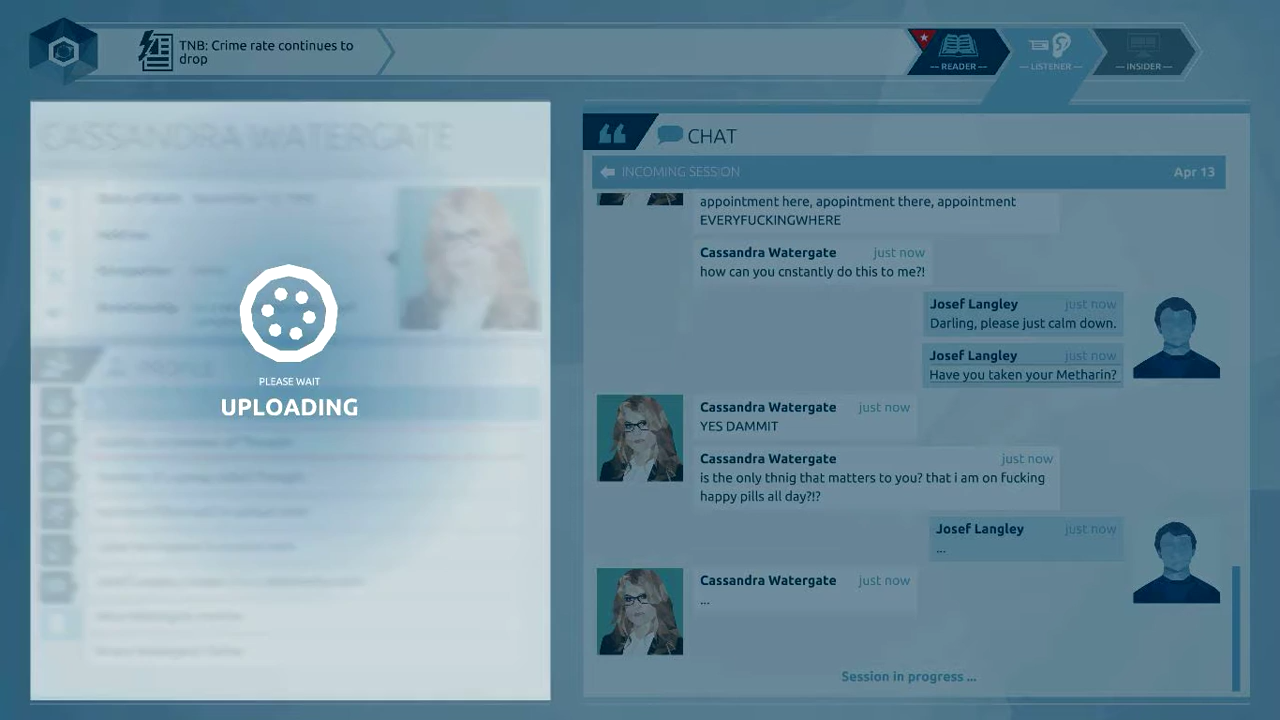 TNB: Crime rate continues to
drop
READER
LISTENER
INSIDER
CASSANDRA WATERGATE
PLEASE WAIT
UPLOADING
CHAT
INCOMING SESSION
Apr 13
appointment here, apopintment there, appointment
EVERYFUCKINGWHERE
Cassandra Watergate just now
how can you cnstantly do this to me?!
Josef Langley just now
Darling, please just calm down.
Josef Langley just now
Have you taken your Metharin?
Cassandra Watergate just now
YES DAMMIT
Cassandra Watergate just now
is the only thnig that matters to you? that i am on fucking
happy pills all day?!?
Josef Langley just now
...
Cassandra Watergate just now
...
Session in progress ...